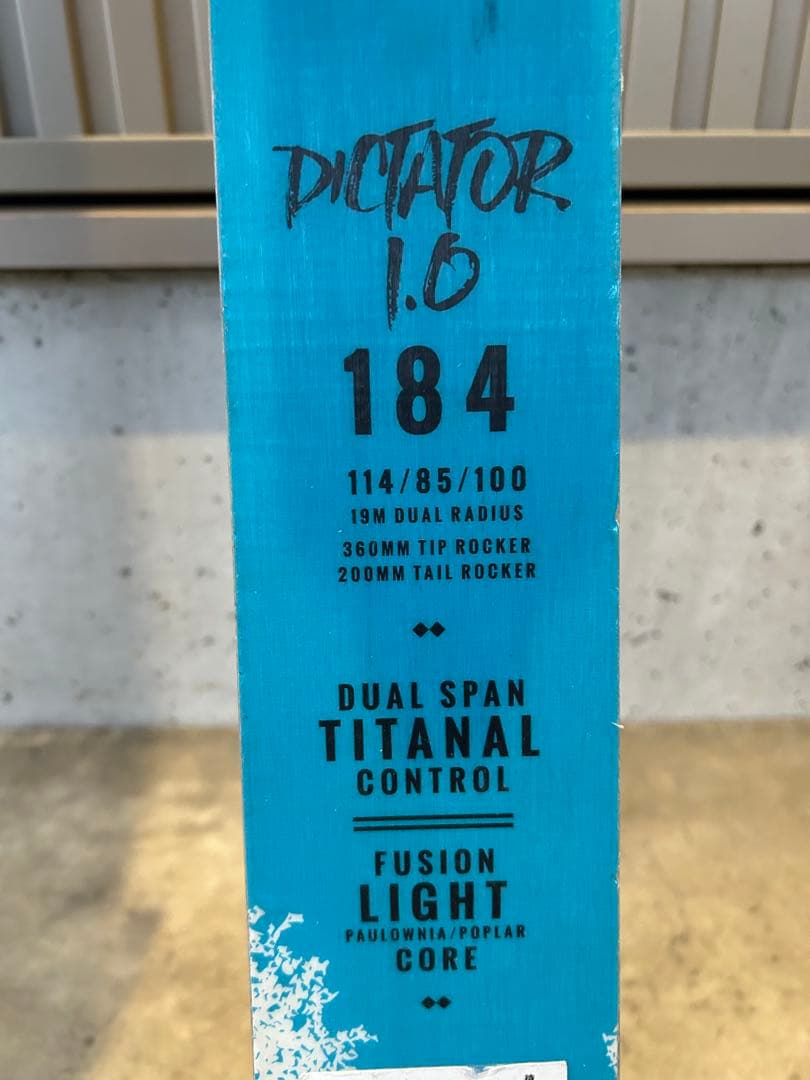 DICTATOR
1.0
184
114/85/100
19M DUAL RADIUS
360MM TIP ROCKER
200MM TAIL ROCKER
DUAL SPAN
TITANAL
CONTROL
FUSION
LIGHT
PAULOWNIA/POPLAR
CORE